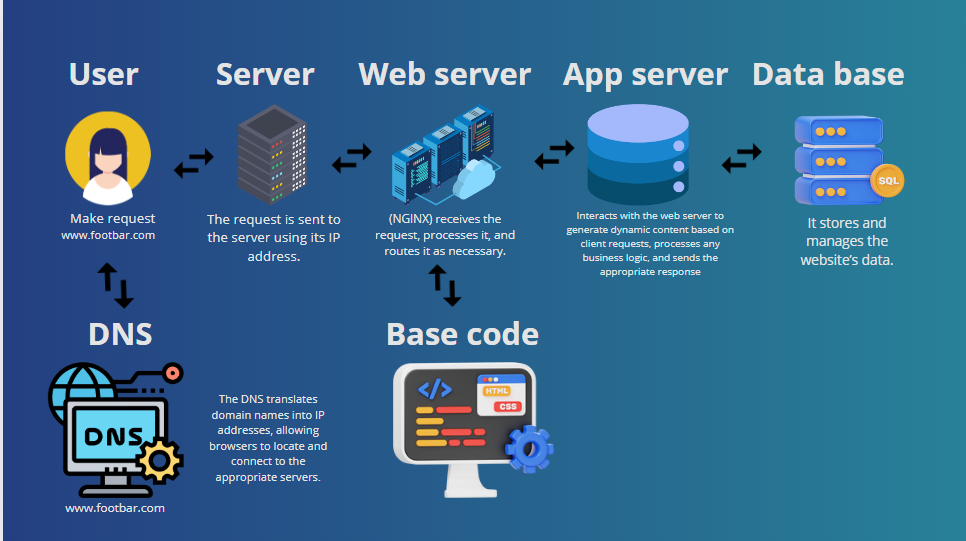 User
Server
Web server
App server
Data base
SQL
Make request
www.footbar.com
The request is sent to
the server using its IP
address.
(NGINX) receives the
request, processes it, and
routes it as necessary.
Interacts with the web server to
generate dynamic content based on
client requests, processes any
business logic, and sends the
appropriate response
It stores and
manages the
website's data.
DNS
Base code
DNS
www.footbar.com
The DNS translates
domain names into IP
addresses, allowing
browsers to locate and
connect to the
appropriate servers.
</>
HTML
CSS